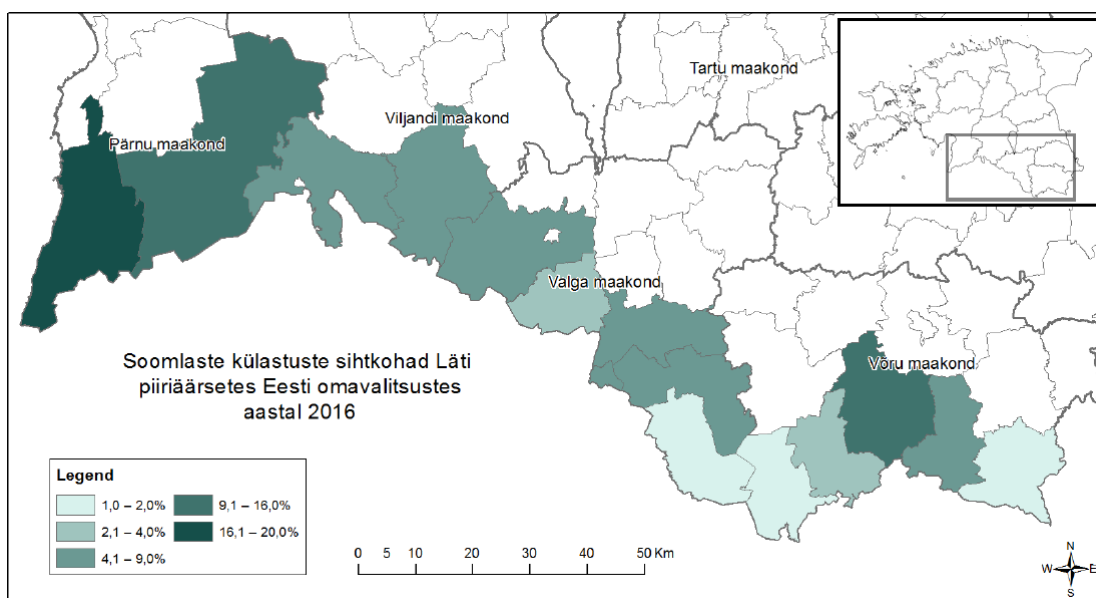 Tartu maakond
Viljandi maakond
Pärnu maakond
Valga maakond
Võru maakond
Soomlaste külastuste sihtkohad Läti
piiriäärsetes Eesti omavalitsustes
aastal 2016
Legend
1,0 – 2,0%
9,1 – 16,0%
2,1 – 4,0%
16,1 – 20,0%
4,1 – 9,0%
0 5 10 20 30 40 50 Km
N
W E
S